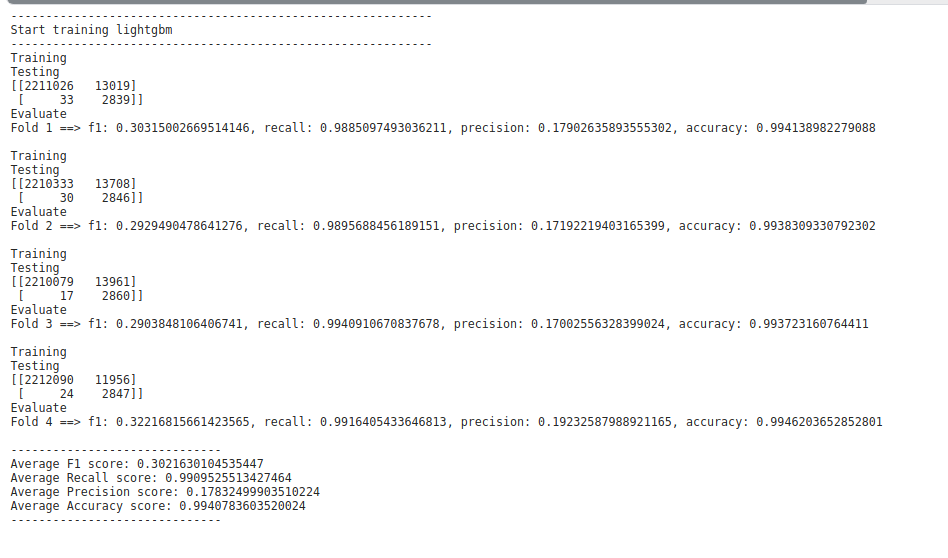 ------------------------------------------------------------
Start training lightgbm
------------------------------------------------------------
Training
Testing
[[2211026   13019]
 [     33    2839]]
Evaluate
Fold 1 ==> f1: 0.30315002669514146, recall: 0.9885097493036211, precision: 0.17902635893555302, accuracy: 0.994138982279088
Training
Testing
[[2210333   13708]
 [     30    2846]]
Evaluate
Fold 2 ==> f1: 0.2929490478641276, recall: 0.9895688456189151, precision: 0.17192219403165399, accuracy: 0.9938309330792302
Training
Testing
[[2210079   13961]
 [     17    2860]]
Evaluate
Fold 3 ==> f1: 0.2903848106406741, recall: 0.9940910670837678, precision: 0.17002556328399024, accuracy: 0.993723160764411
Training
Testing
[[2212090   11956]
 [     24    2847]]
Evaluate
Fold 4 ==> f1: 0.32216815661423565, recall: 0.9916405433646813, precision: 0.19232587988921165, accuracy: 0.9946203652852801
------------------------------
Average F1 score: 0.3021630104535447
Average Recall score: 0.9909525513427464
Average Precision score: 0.17832499903510224
Average Accuracy score: 0.9940783603520024
------------------------------